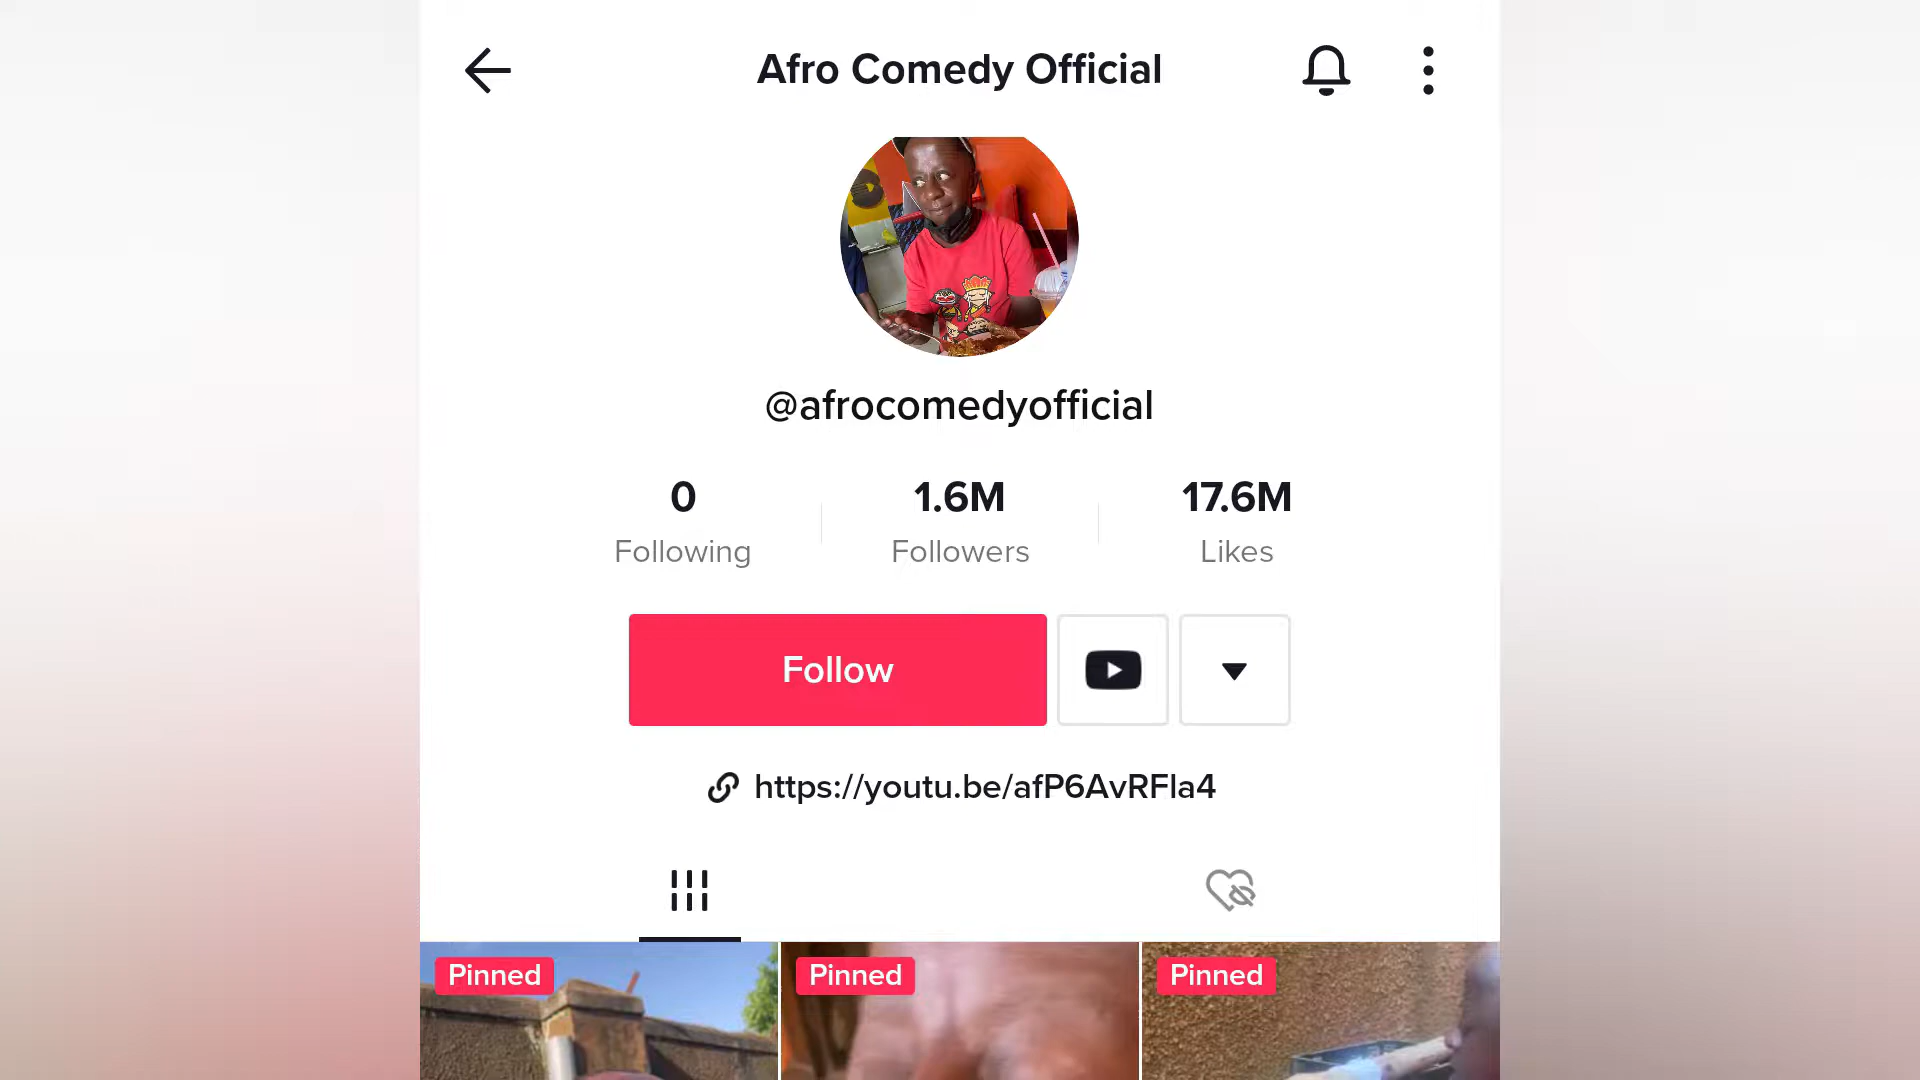 Afro Comedy Official
@afrocomedyofficial
0 1.6M 17.6M
Following Followers Likes
Follow
https://youtu.be/afP6AvRFla4
Pinned Pinned Pinned